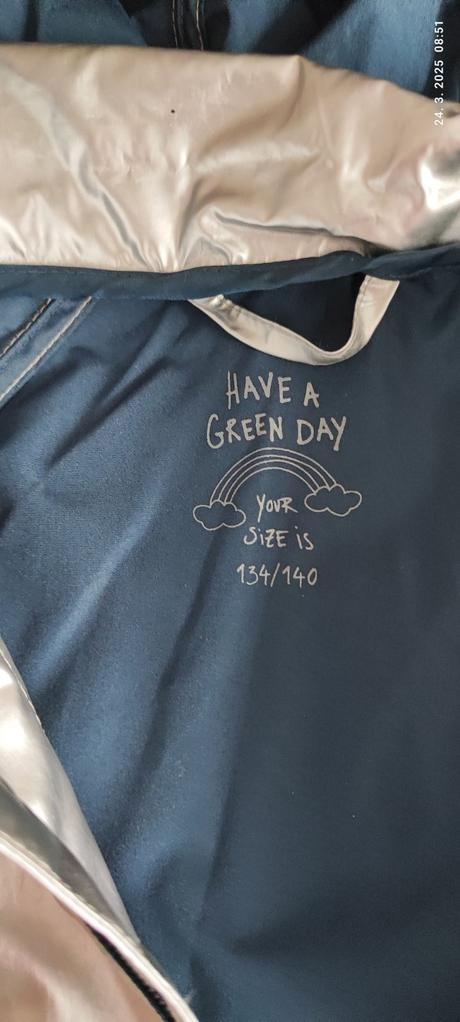 24. 3. 2025 08:51
HAVE A
GREEN DAY
YOUR
SiZE iS
134/140